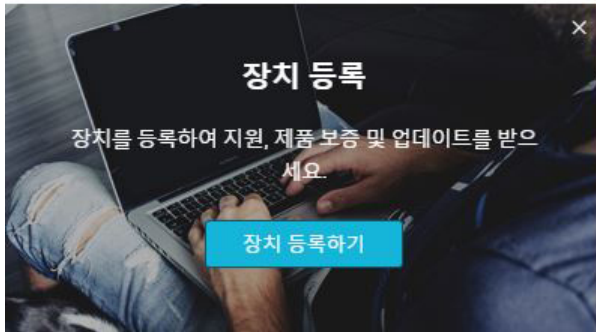 장치 등록
장치를 등록하여 지원, 제품 보증 및 업데이트를 받으
세요.
장치 등록하기